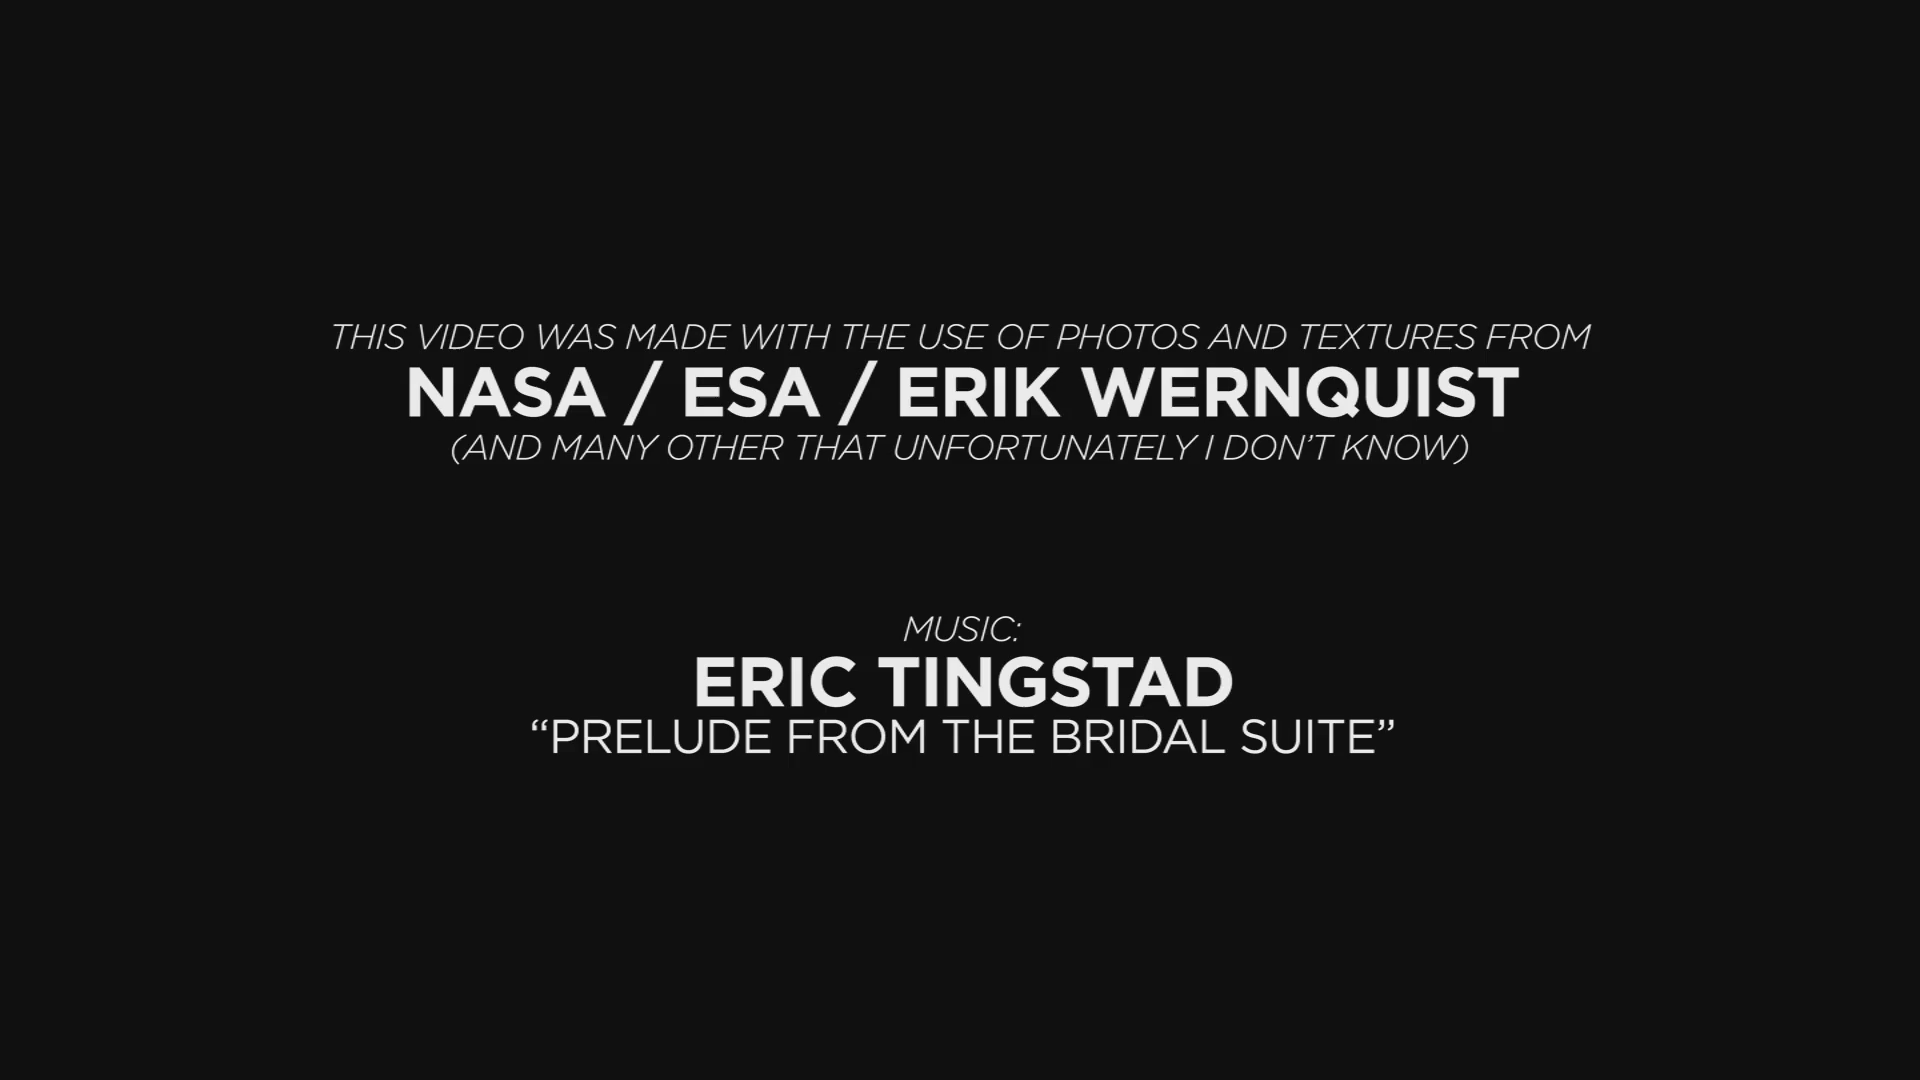 THIS VIDEO WAS MADE WITH THE USE OF PHOTOS AND TEXTURES FROM
NASA / ESA / ERIK WERNQUIST
(AND MANY OTHER THAT UNFORTUNATELY I DON’T KNOW)
MUSIC:
ERIC TINGSTAD
“PRELUDE FROM THE BRIDAL SUITE”